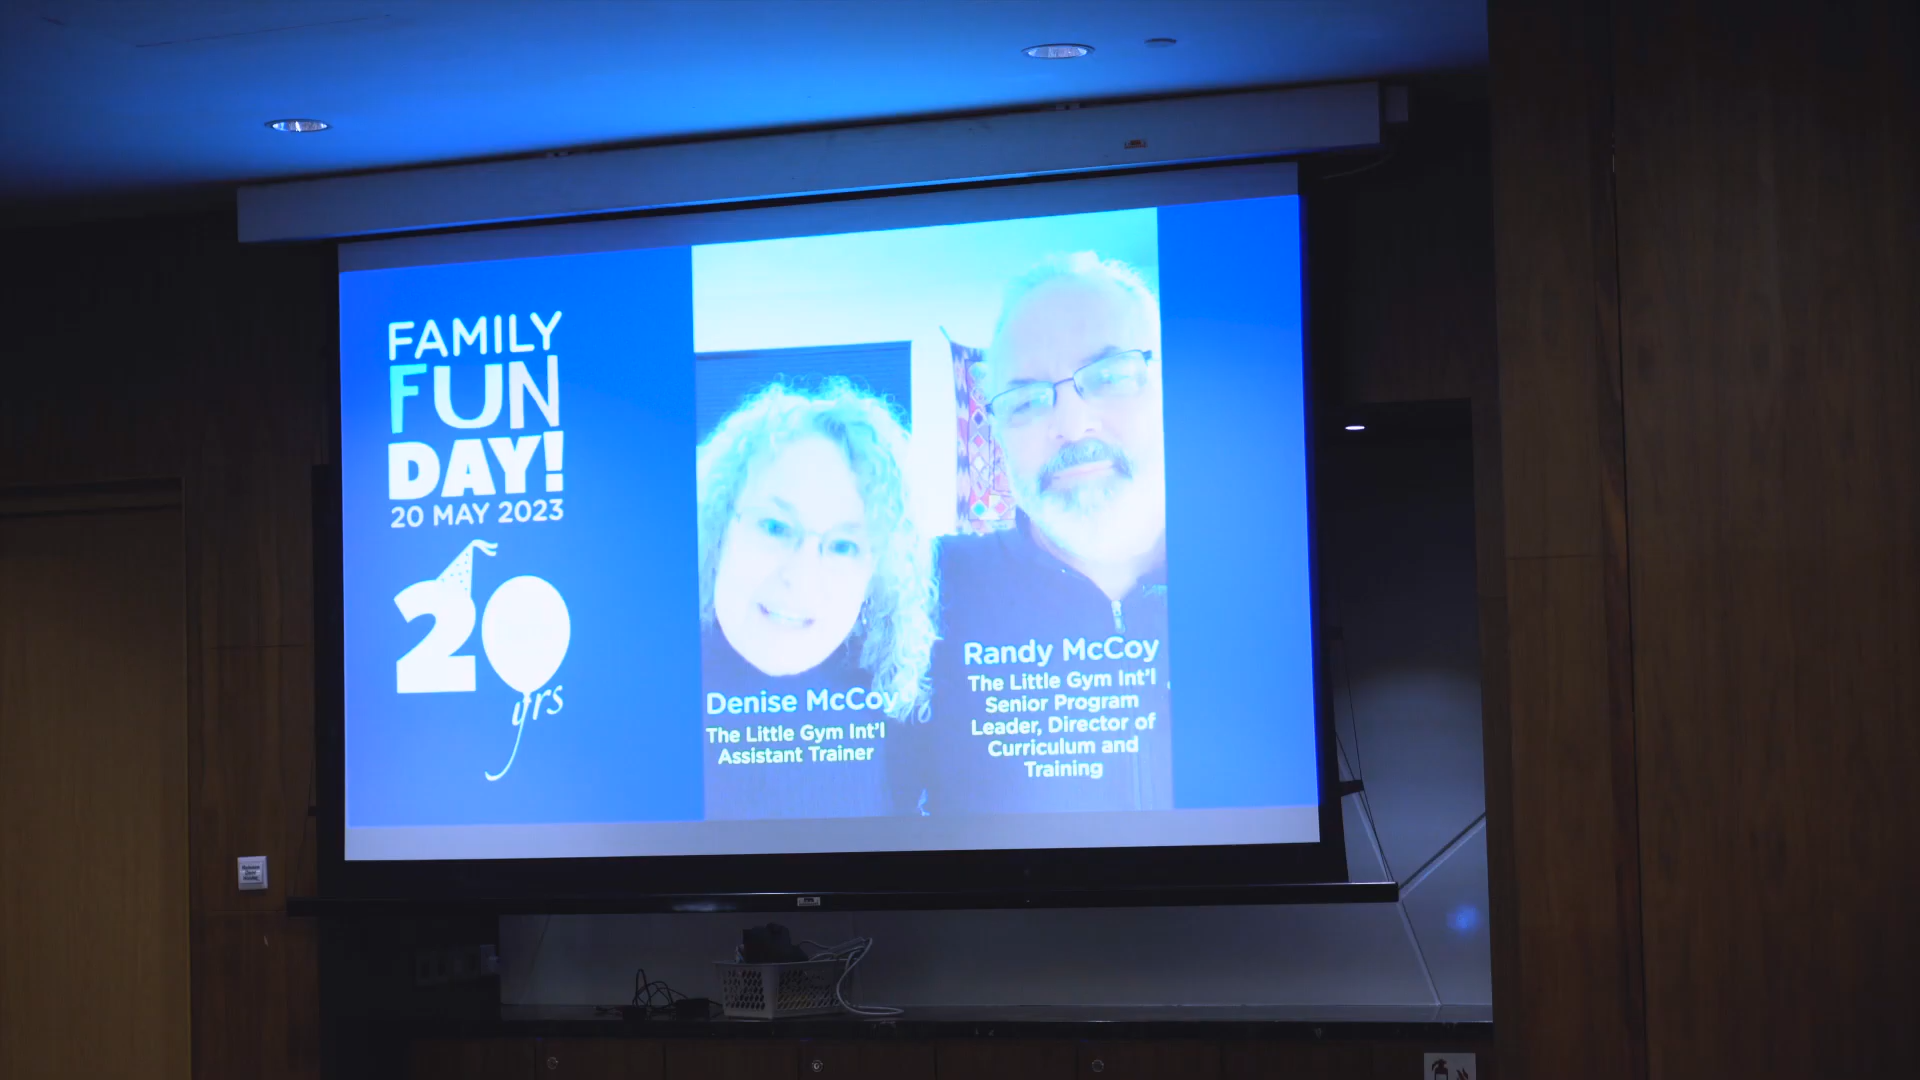 FAMILY
FUN
DAY!
20 MAY 2023
20
yrs
Denise McCoy
The Little Gym Int'l
Assistant Trainer
Randy McCoy
The Little Gym Int'l
Senior Program
Leader, Director of
Curriculum and
Training